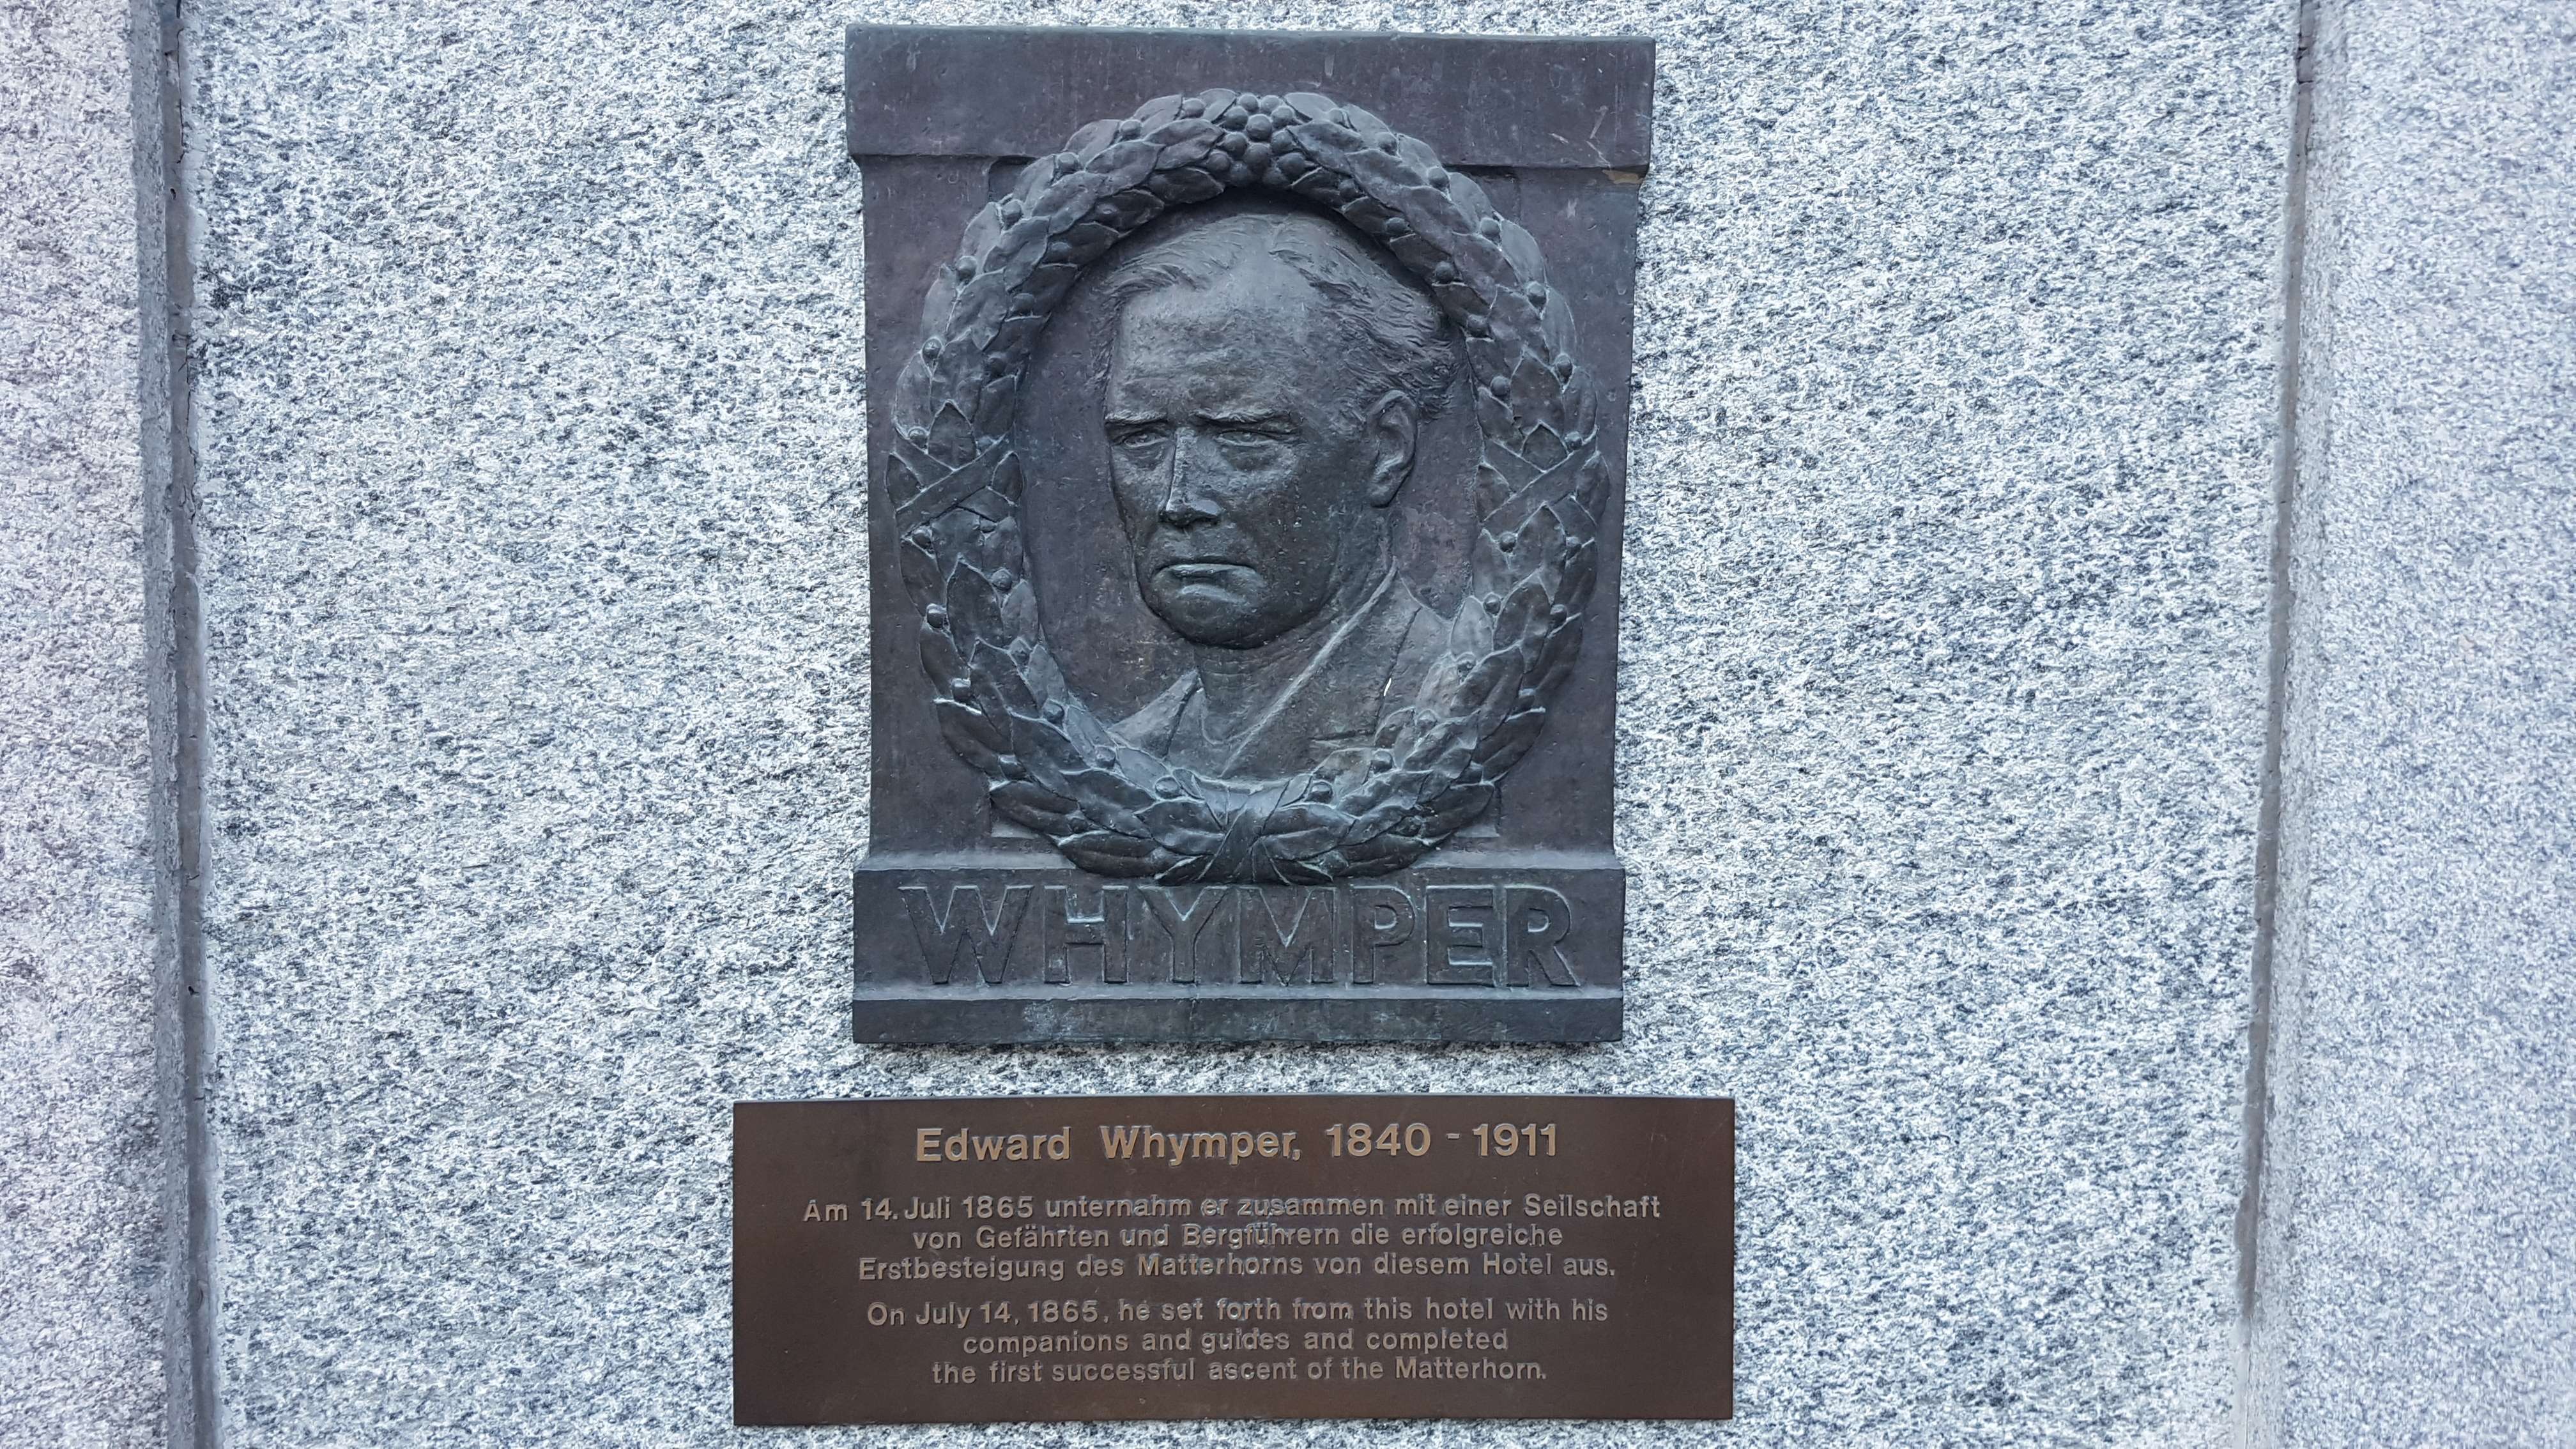 WHYMPER
Edward Whymper, 1840 - 1911
Am 14. Juli 1865 unternahm er zusammen mit einer Seilschaft
von Gefährten und Bergführern die erfolgreiche
Erstbesteigung des Matterhorns von diesem Hotel aus.
On July 14, 1865, he set forth from this hotel with his
companions and guides and completed
the first successful ascent of the Matterhorn.